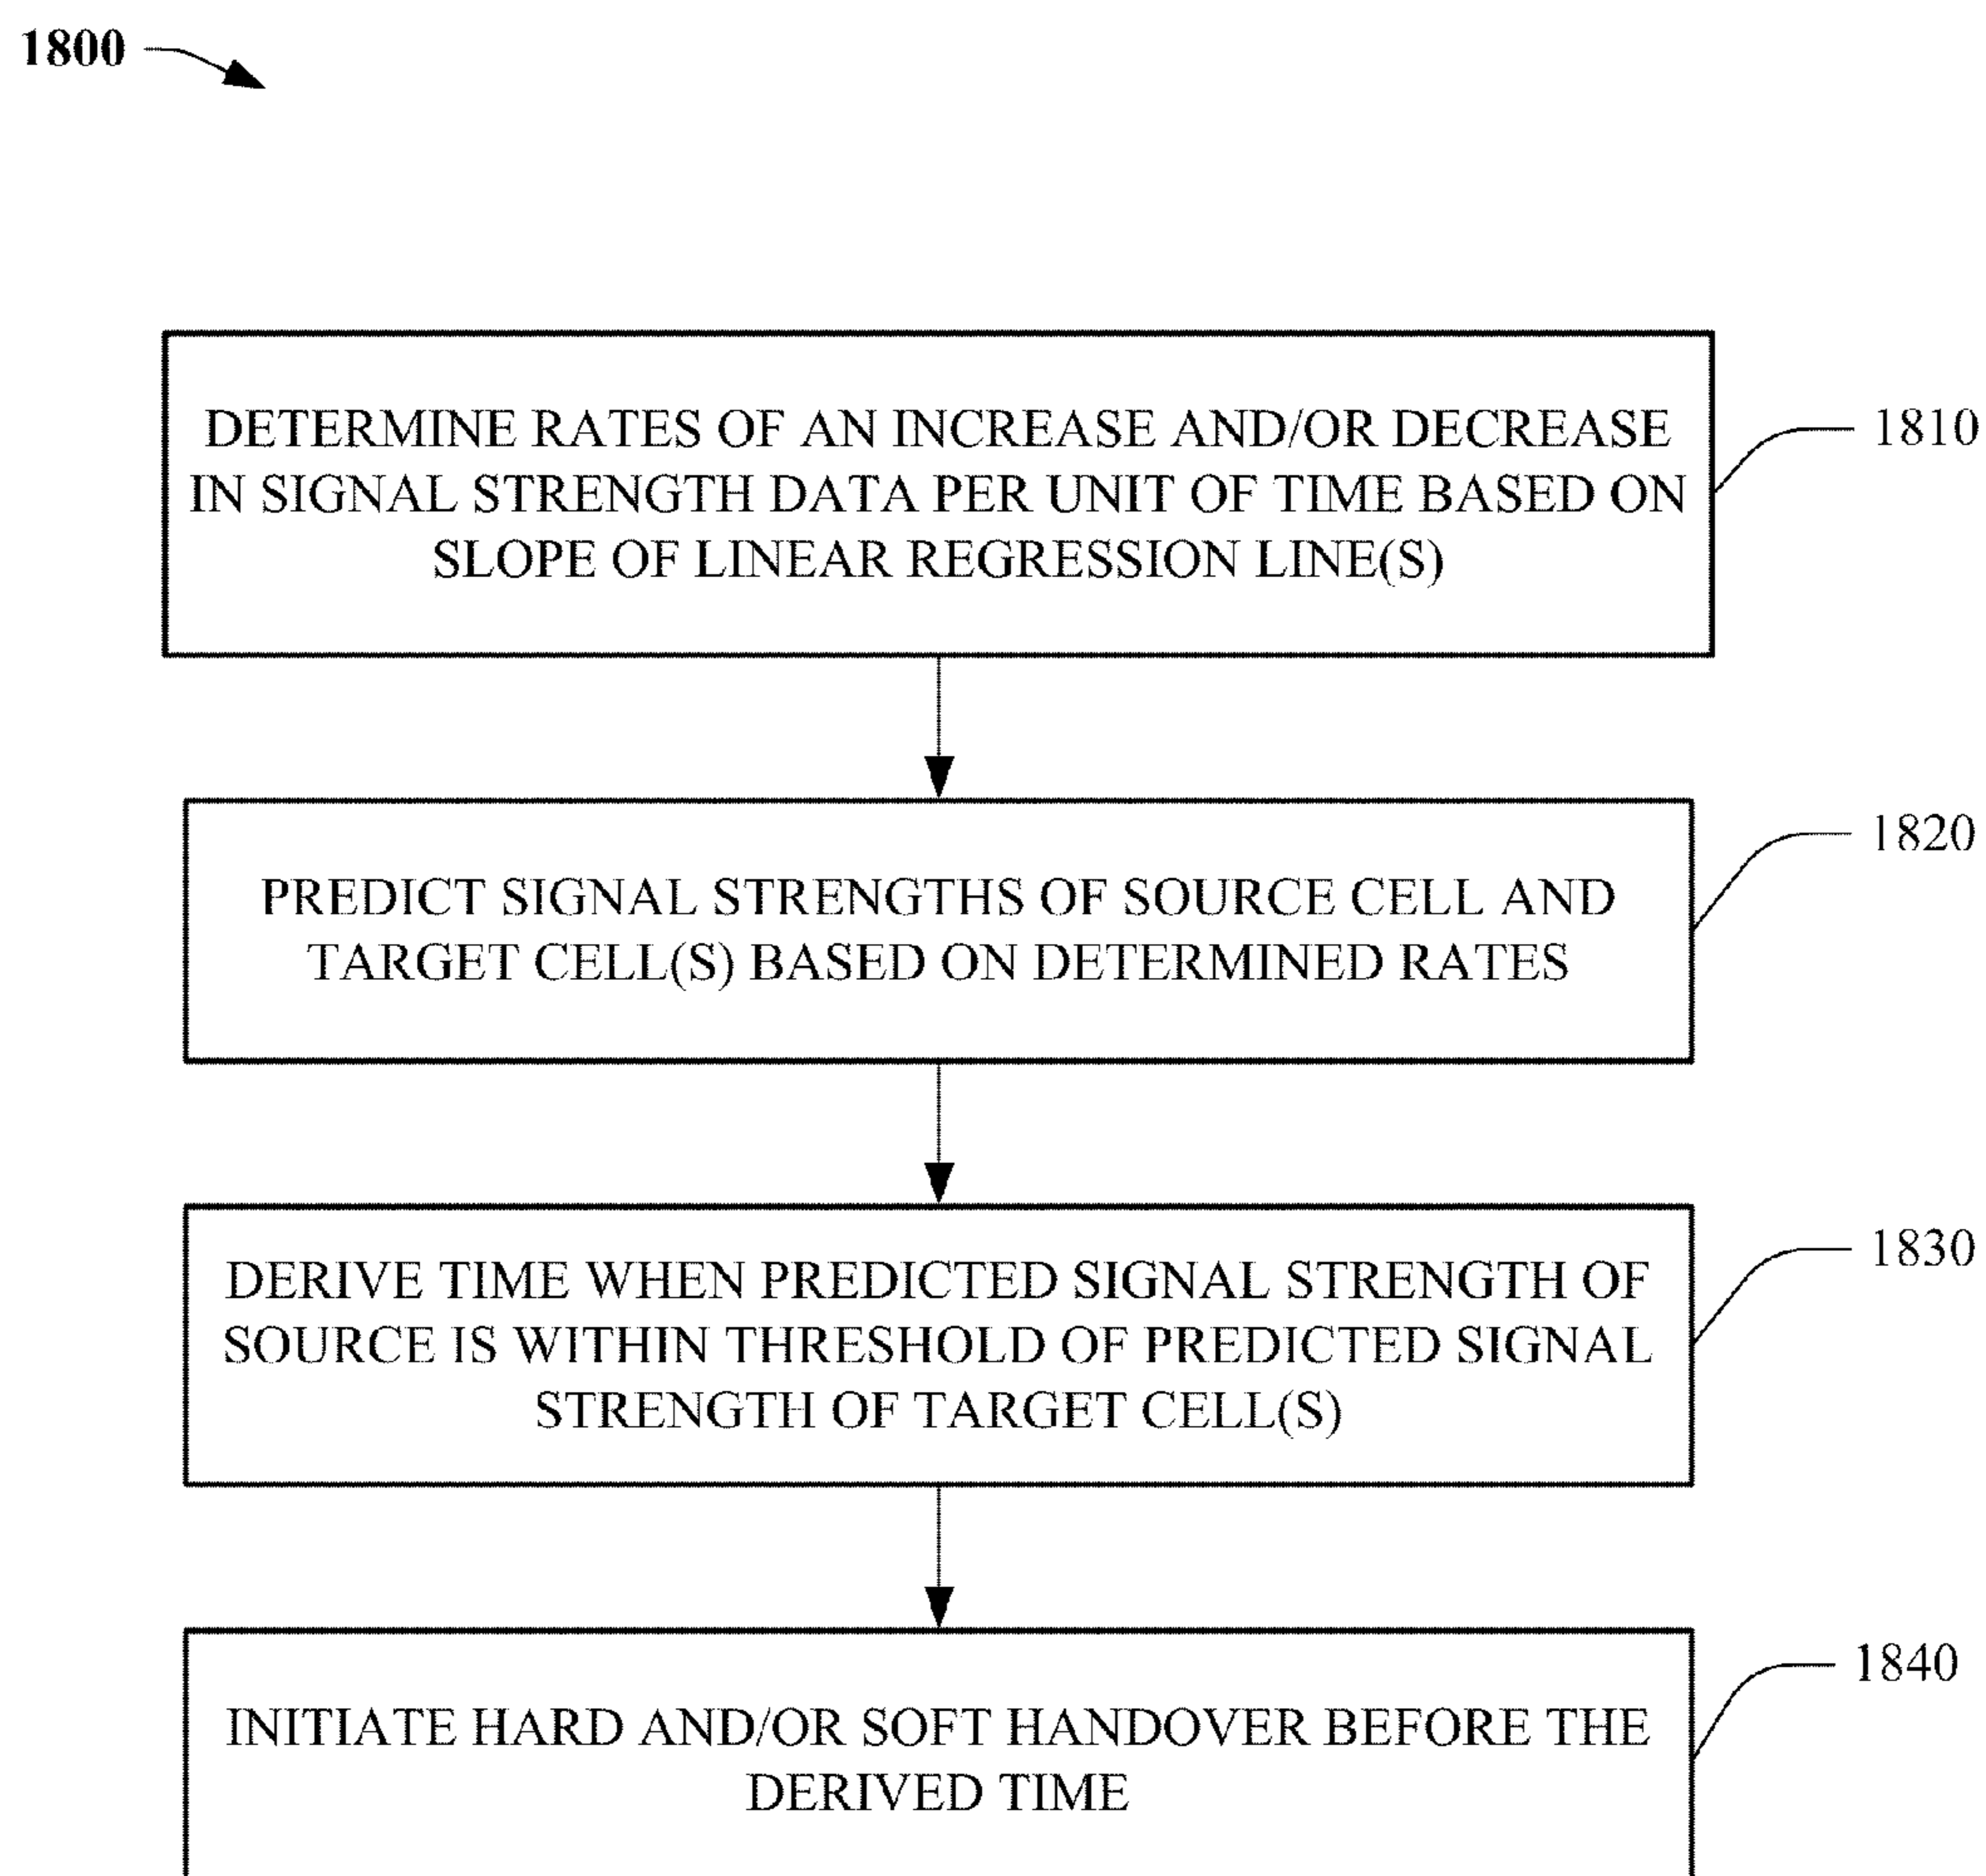 1800
DETERMINE RATES OF AN INCREASE AND/OR DECREASE
IN SIGNAL STRENGTH DATA PER UNIT OF TIME BASED ON
SLOPE OF LINEAR REGRESSION LINE(S)
1810
PREDICT SIGNAL STRENGTHS OF SOURCE CELL AND
TARGET CELL(S) BASED ON DETERMINED RATES
1820
DERIVE TIME WHEN PREDICTED SIGNAL STRENGTH OF
SOURCE IS WITHIN THRESHOLD OF PREDICTED SIGNAL
STRENGTH OF TARGET CELL(S)
1830
INITIATE HARD AND/OR SOFT HANDOVER BEFORE THE
DERIVED TIME
1840